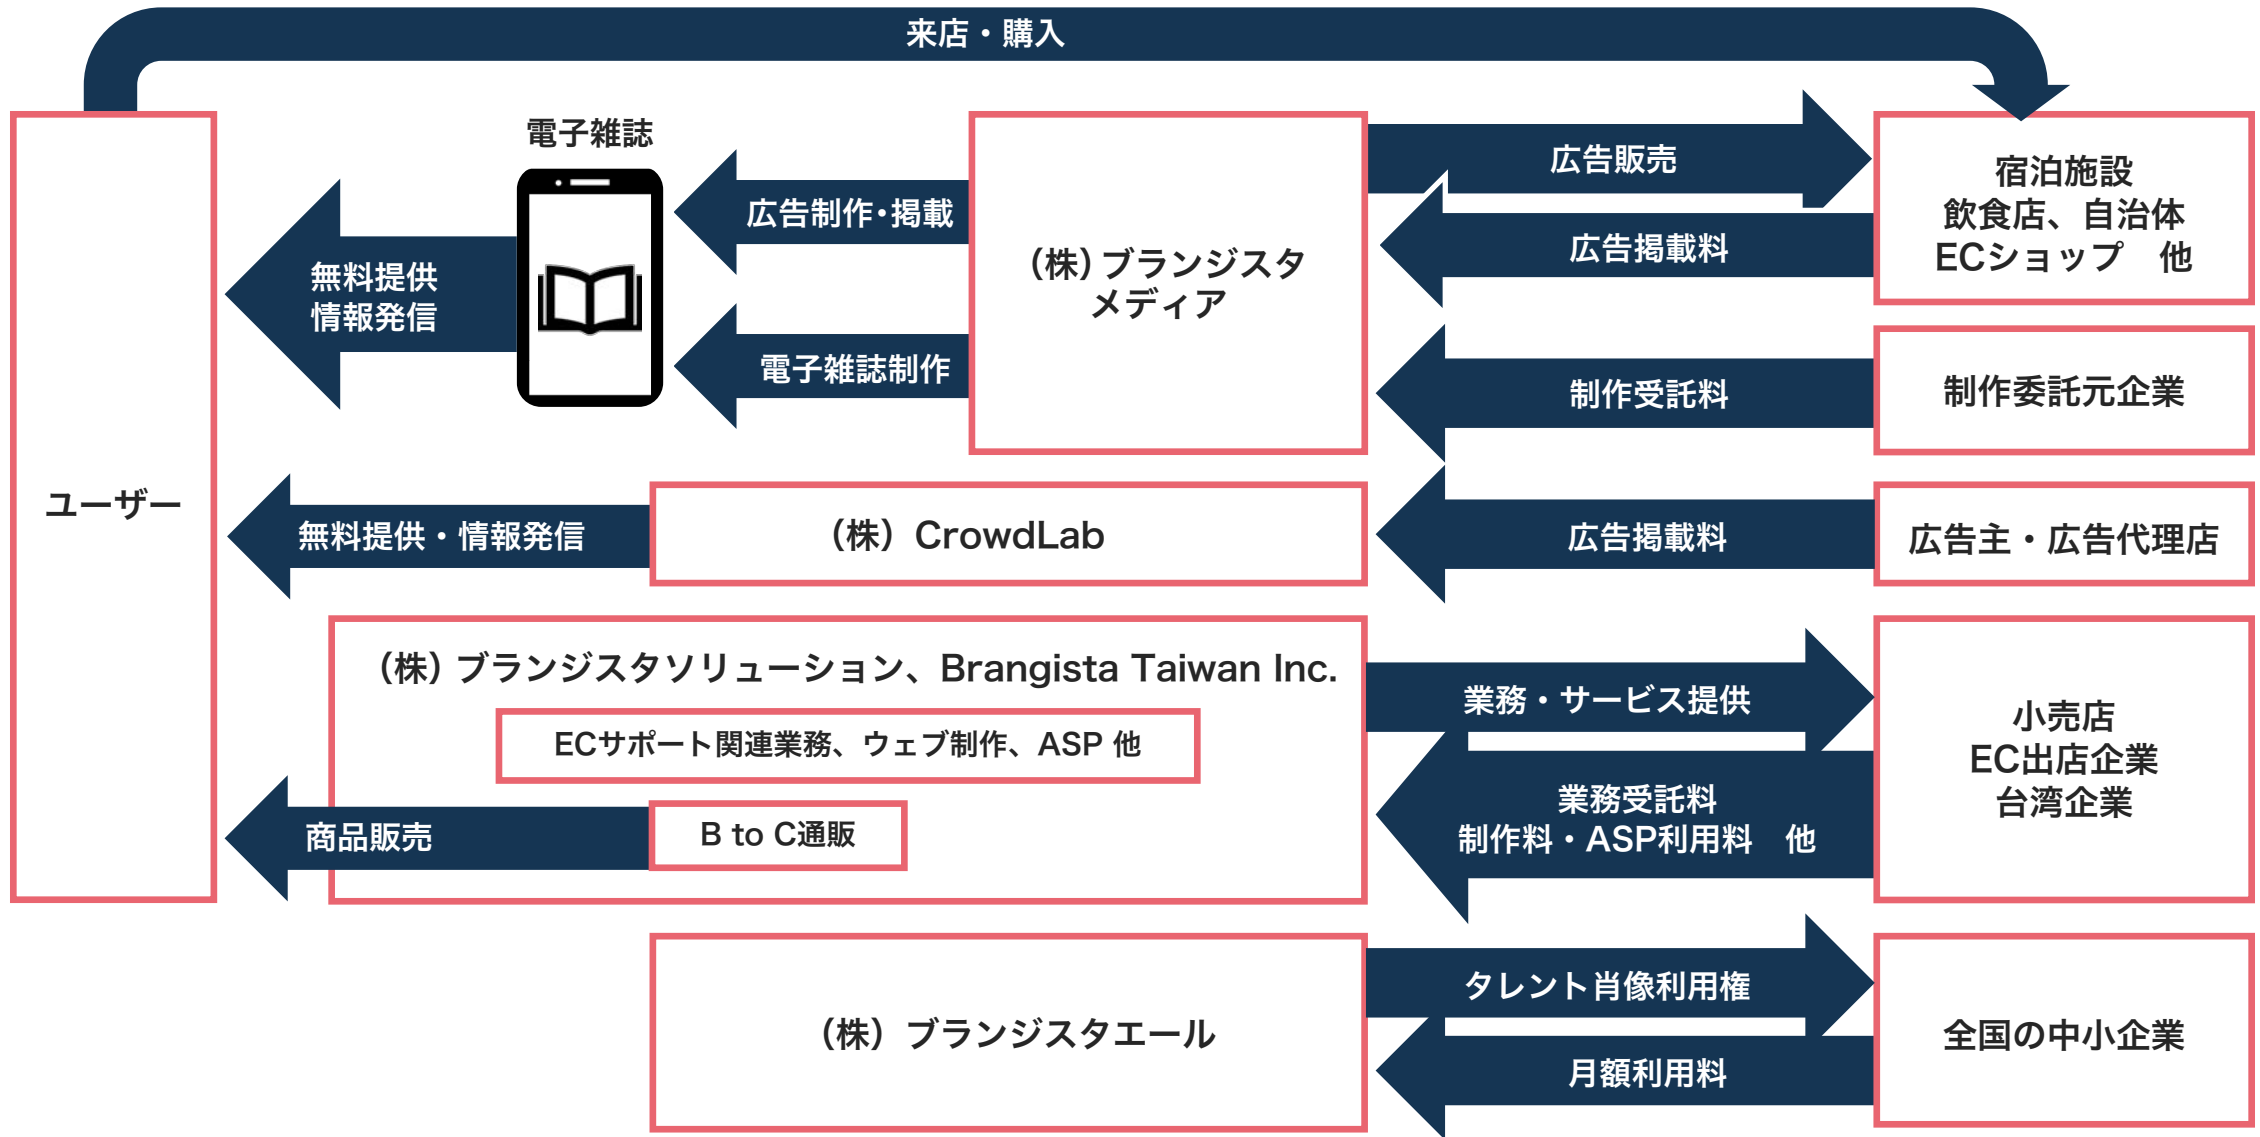 来店・購入
電子雑誌
広告制作・掲載
無料提供
情報発信
電子雑誌制作
(株)ブランジスタ
メディア
広告販売
広告掲載料
宿泊施設
飲食店、自治体
ECショップ　他
制作受託料
制作委託元企業
ユーザー
無料提供・情報発信
(株) CrowdLab
広告掲載料
広告主・広告代理店
(株)ブランジスタソリューション、Brangista Taiwan Inc.
ECサポート関連業務、ウェブ制作、ASP 他
商品販売
B to C通販
業務・サービス提供
業務受託料
制作料・ASP利用料　他
小売店
EC出店企業
台湾企業
(株) ブランジスタエール
タレント肖像利用権
月額利用料
全国の中小企業